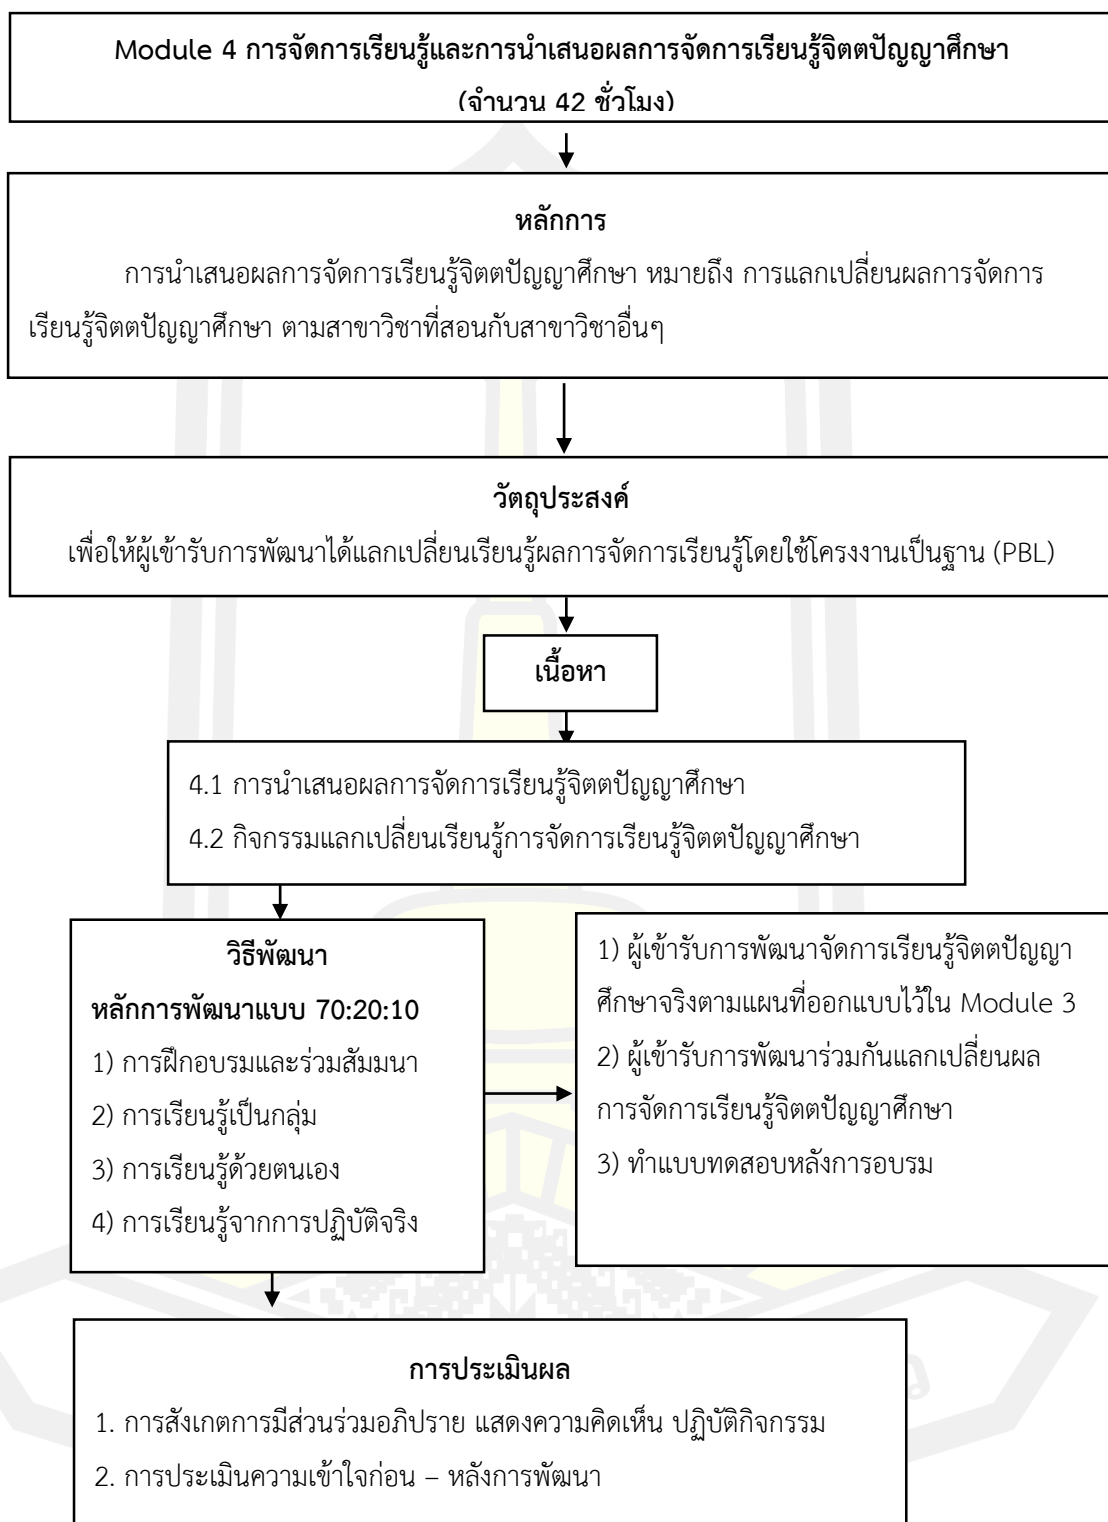 Module 4 การจัดการเรียนรู้และการนำเสนอผลการจัดการเรียนรู้จิตตปัญญาศึกษา
(จำนวน 42 ชั่วโมง)
หลักการ
การนำเสนอผลการจัดการเรียนรู้จิตตปัญญาศึกษา หมายถึง การแลกเปลี่ยนผลการจัดการ
เรียนรู้จิตตปัญญาศึกษา ตามสาขาวิชาที่สอนกับสาขาวิชาอื่นๆ
วัตถุประสงค์
เพื่อให้ผู้เข้ารับการพัฒนาได้แลกเปลี่ยนเรียนรู้ผลการจัดการเรียนรู้โดยใช้โครงงานเป็นฐาน (PBL)
เนื้อหา
4.1 การนำเสนอผลการจัดการเรียนรู้จิตตปัญญาศึกษา
4.2 กิจกรรมแลกเปลี่ยนเรียนรู้การจัดการเรียนรู้จิตตปัญญาศึกษา
วิธีพัฒนา
หลักการพัฒนาแบบ 70:20:10
1) การฝึกอบรมและร่วมสัมมนา
2) การเรียนรู้เป็นกลุ่ม
3) การเรียนรู้ด้วยตนเอง
4) การเรียนรู้จากการปฏิบัติจริง
1) ผู้เข้ารับการพัฒนาจัดการเรียนรู้จิตตปัญญา
ศึกษาจริงตามแผนที่ออกแบบไว้ใน Module 3
2) ผู้เข้ารับการพัฒนาร่วมกันแลกเปลี่ยนผล
การจัดการเรียนรู้จิตตปัญญาศึกษา
3) ทำแบบทดสอบหลังการอบรม
การประเมินผล
1. การสังเกตการมีส่วนร่วมอภิปราย แสดงความคิดเห็น ปฏิบัติกิจกรรม
2. การประเมินความเข้าใจก่อน – หลังการพัฒนา